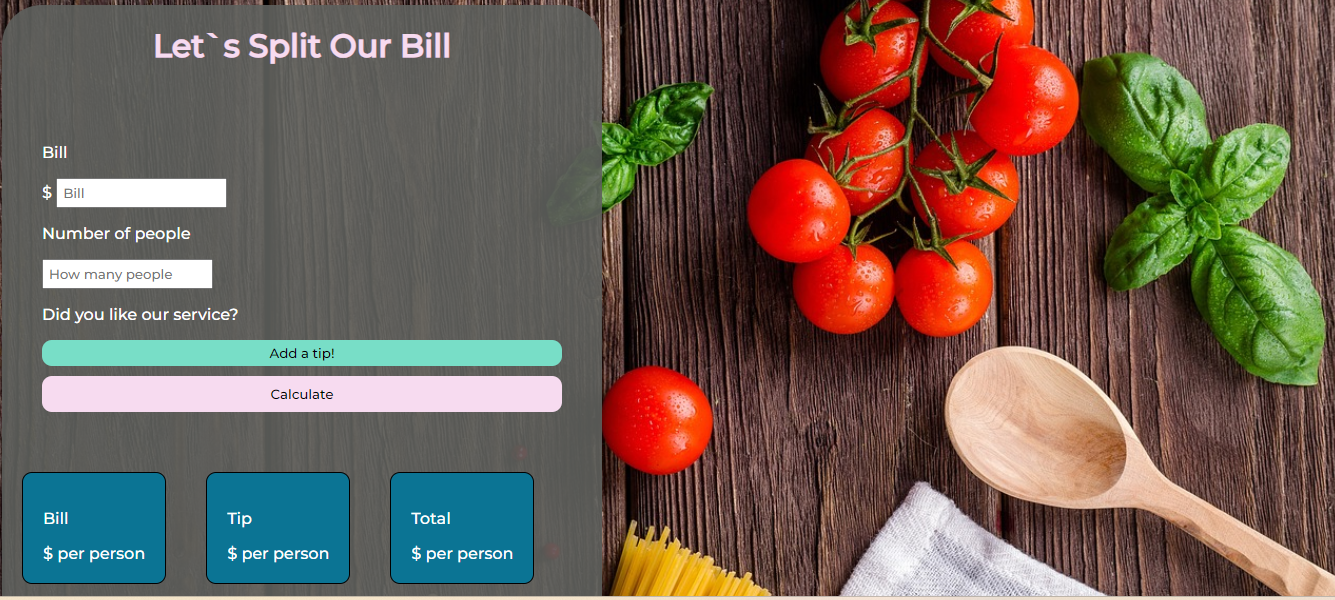 Let`s Split Our Bill
Bill
$ Bill
Number of people
How many people
Did you like our service?
Add a tip!
Calculate
Bill
$ per person
Tip
$ per person
Total
$ per person